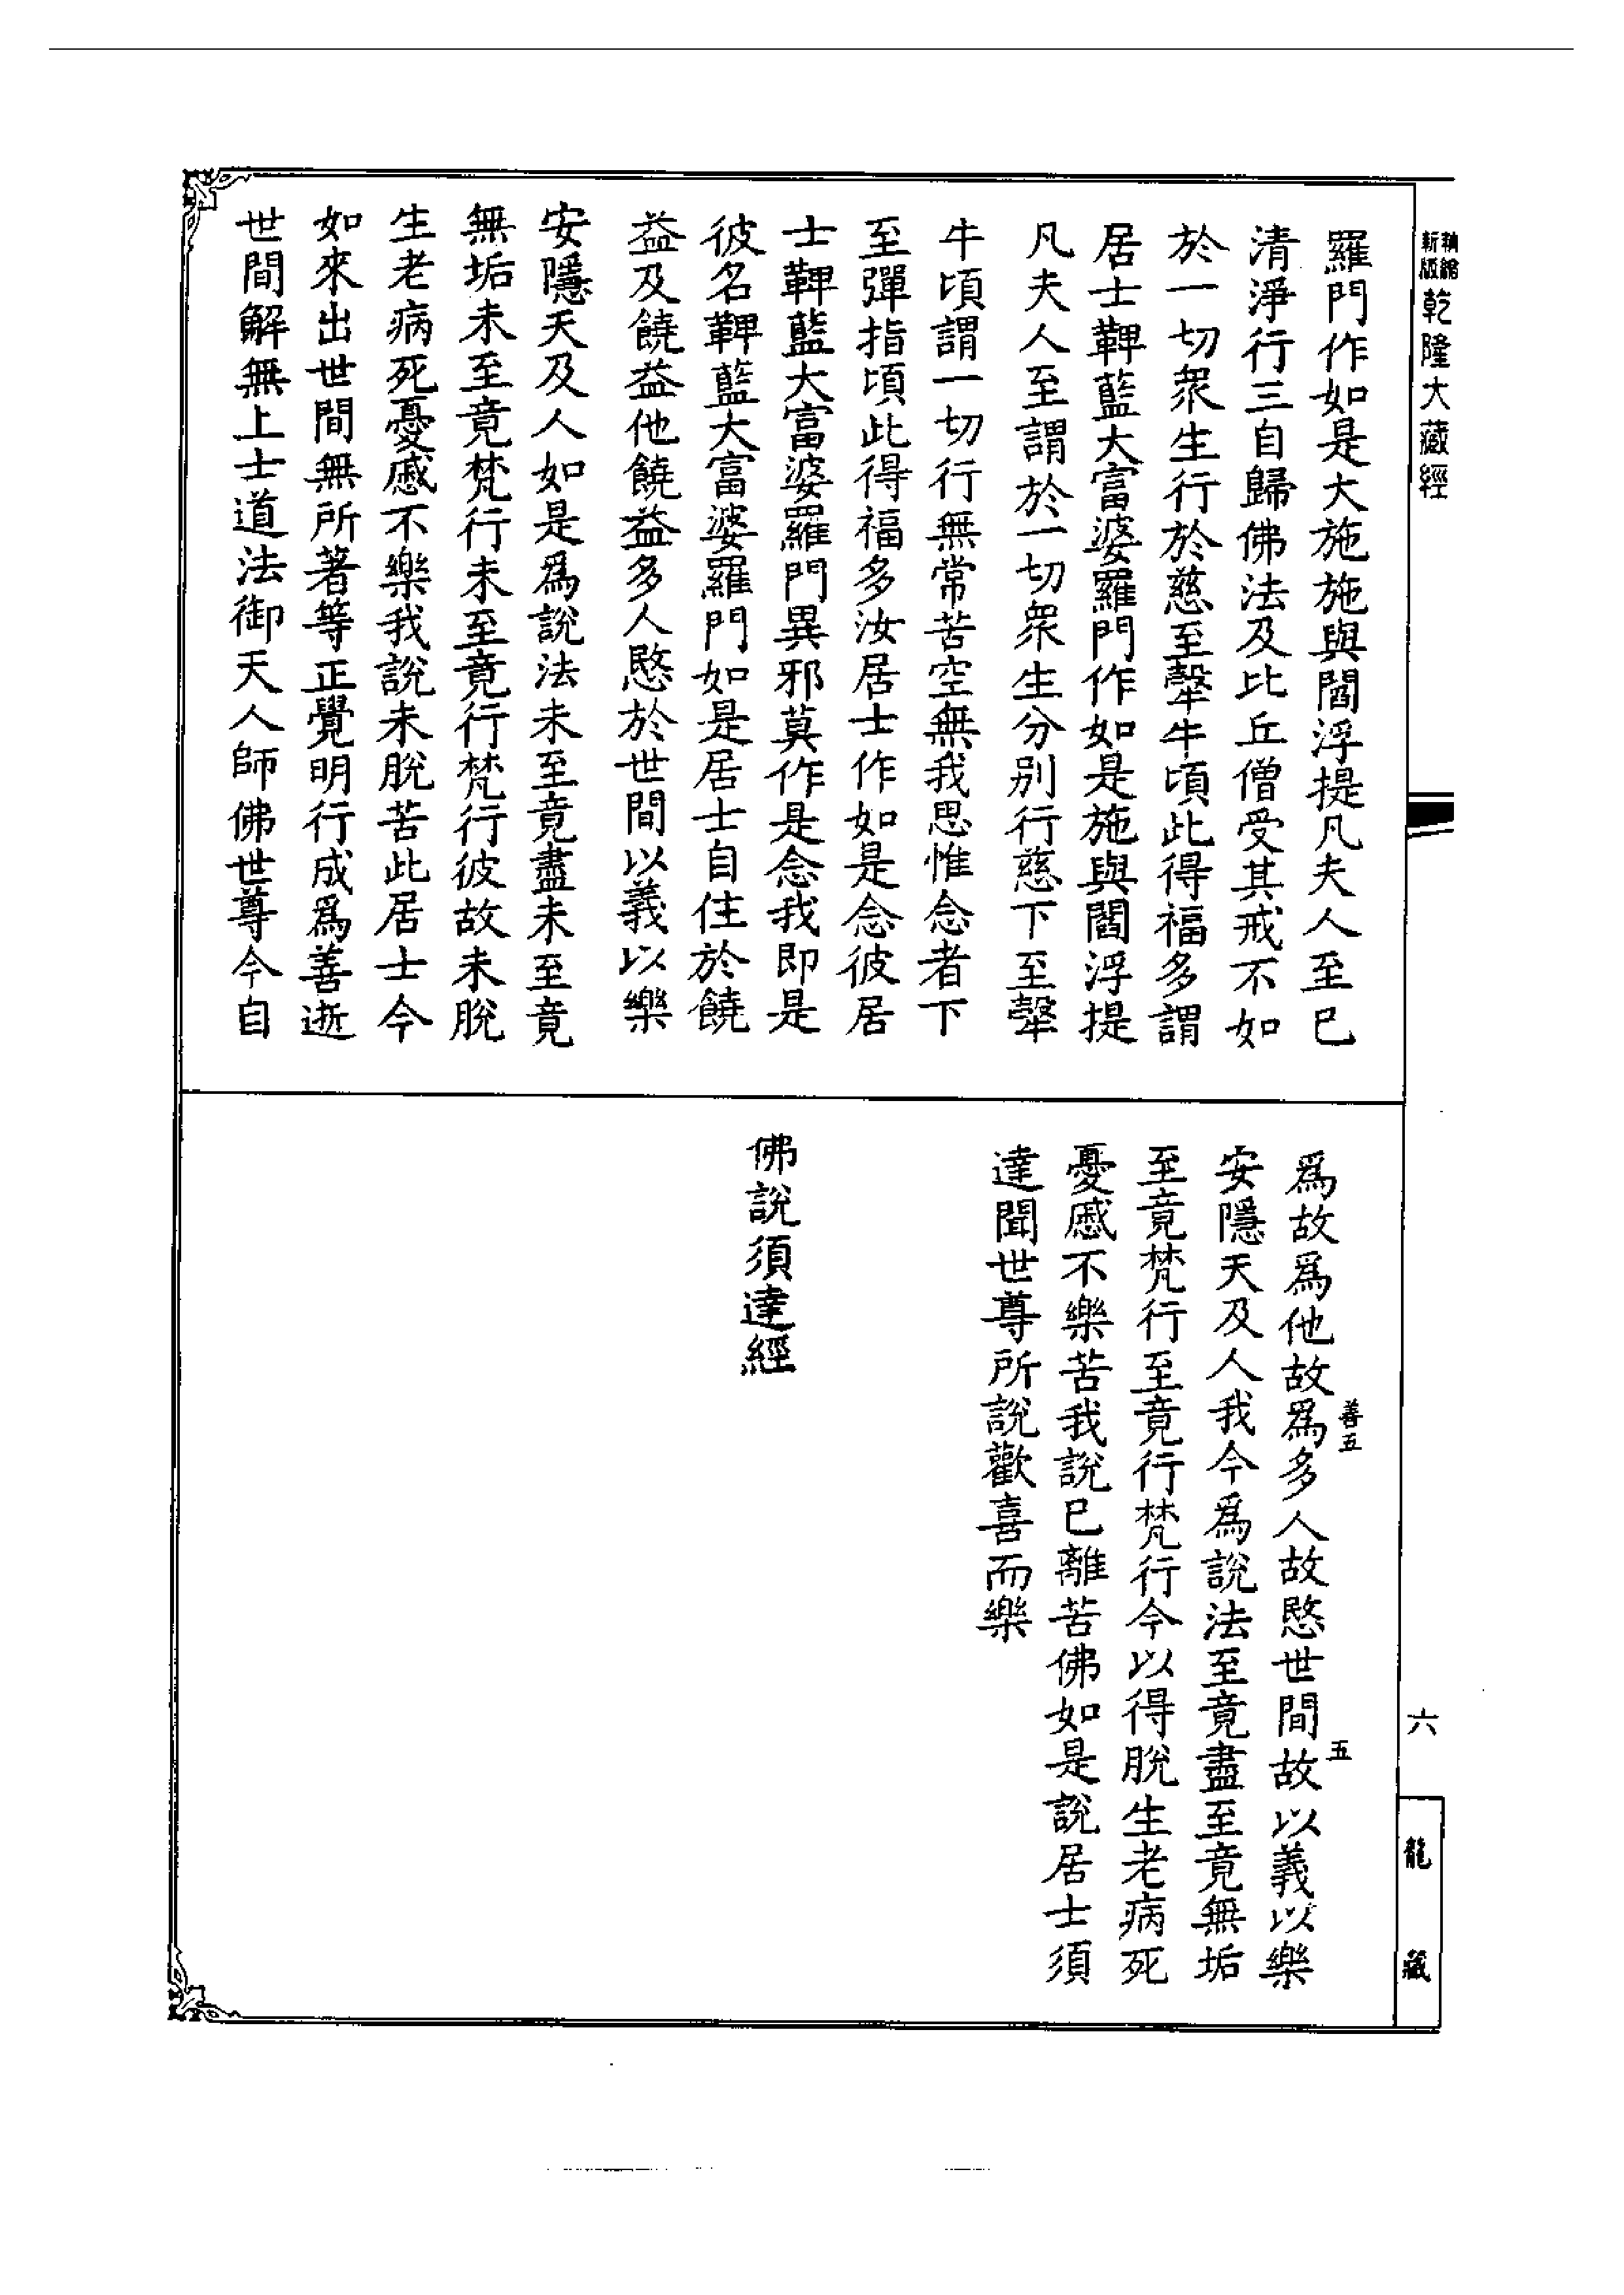 新版
縮
乾隆大藏經
羅門作如是大施施與閻浮提凡夫人至已
清淨行三自歸佛法及比丘僧受其戒不如
於一切衆生行於慈至㲉牛頃此得福多謂
居士鞞藍大富婆羅門作如是施與閻浮提
凡夫人至謂於一切衆生分別行慈下至㲉
牛頃謂一切行無常苦空無我思惟念者下
至彈指頃此得福多汝居士作如是念彼居
士鞞藍大富婆羅門異邪莫作是念我即是
彼名鞞藍大富婆羅門如是居士自住於饒
益及饒益他饒益多人愍於世間以義以樂
安隱天及人如是爲說法未至竟盡未至竟
無垢未至竟梵行未至竟行梵行彼故未脫
生老病死憂慼不樂我說未脫苦此居士今
如來出世間無所著等正覺明行成爲善逝
世間解無上士道法御天人師佛世尊今自
爲故爲他故爲多人故愍世間故以義以樂
安隱天及人我今爲說法至竟盡至竟無垢
至竟梵行至竟行梵行今以得脫生老病死
憂慼不樂苦我說已離苦佛如是說居士須
達聞世尊所說歡喜而樂
佛說須達經
善五
五
六
龍藏